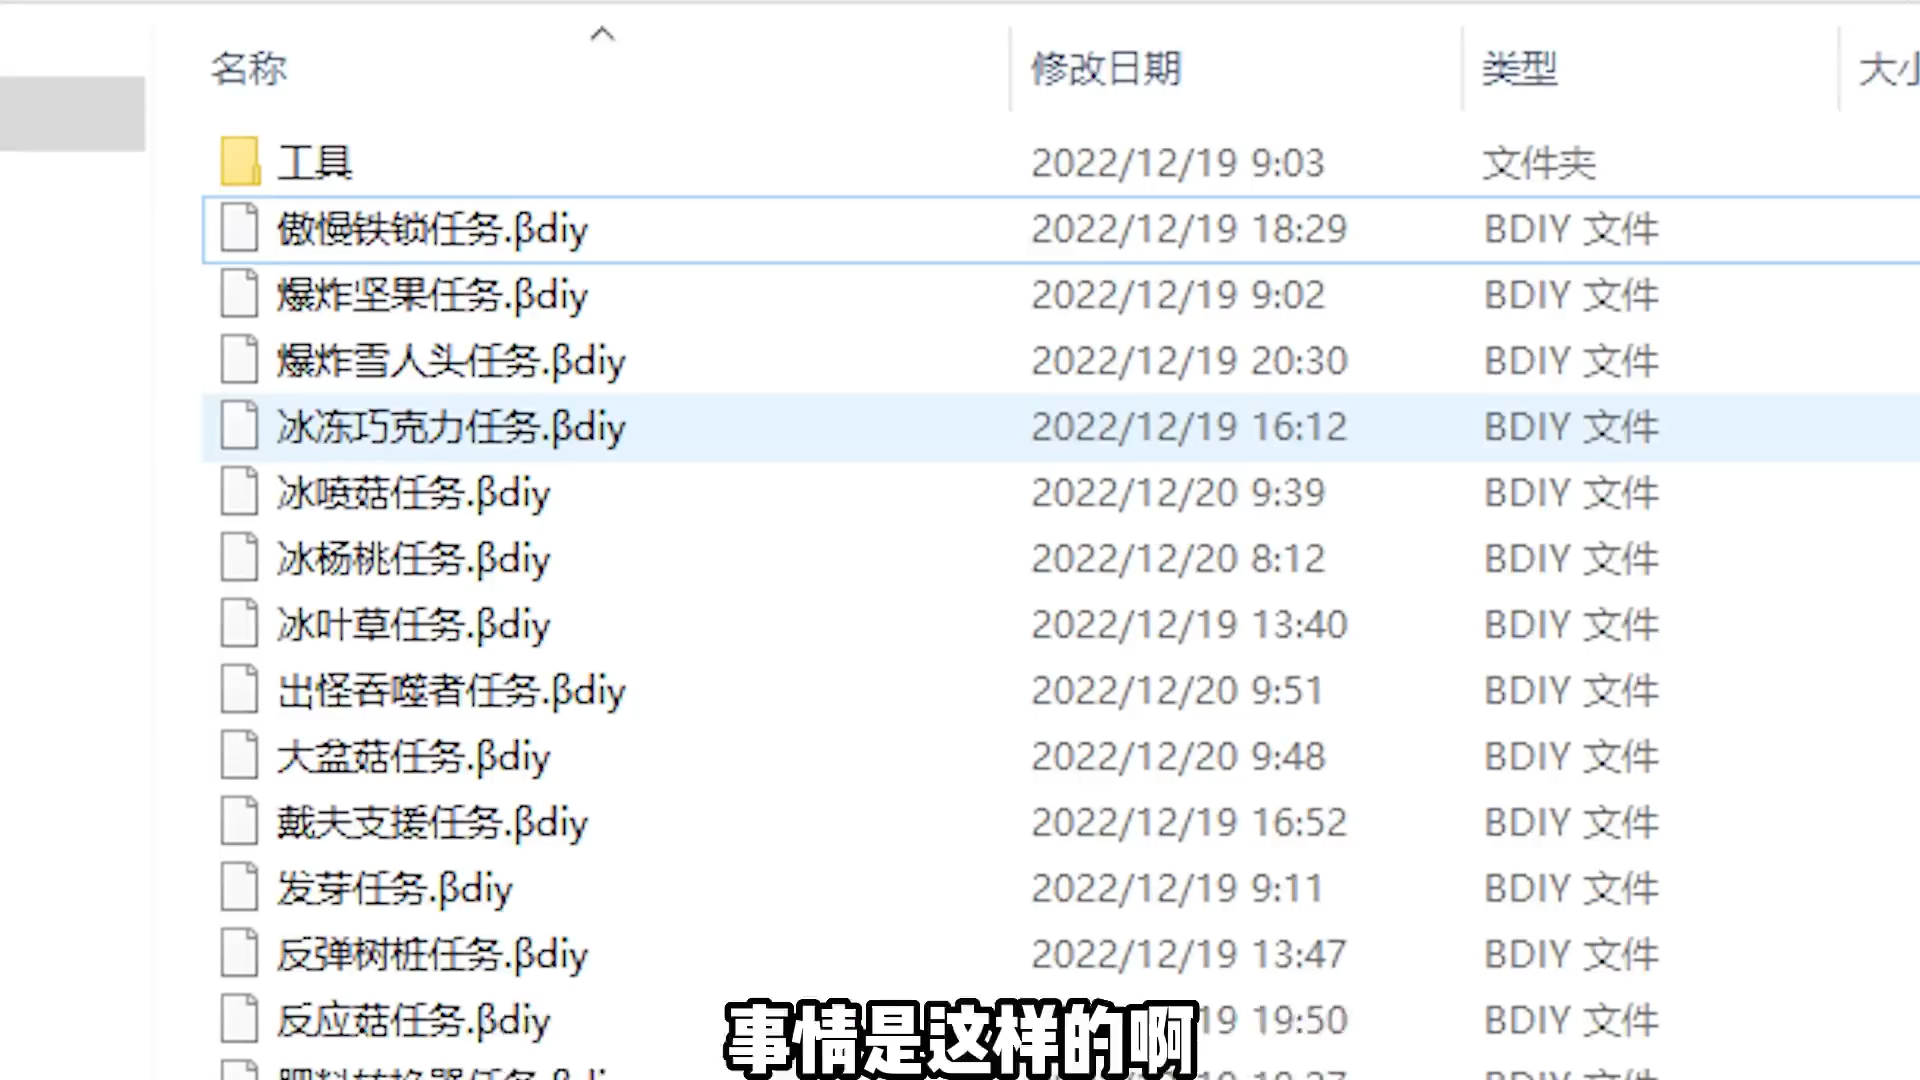 名称 修改日期 类型 大小
工具 2022/12/19 9:03 文件夹
傲慢铁锁任务.βdiy 2022/12/19 18:29 BDIY 文件
爆炸坚果任务.βdiy 2022/12/19 9:02 BDIY 文件
爆炸雪人头任务.βdiy 2022/12/19 20:30 BDIY 文件
冰冻巧克力任务.βdiy 2022/12/19 16:12 BDIY 文件
冰喷菇任务.βdiy 2022/12/20 9:39 BDIY 文件
冰杨桃任务.βdiy 2022/12/20 8:12 BDIY 文件
冰叶草任务.βdiy 2022/12/19 13:40 BDIY 文件
出怪吞噬者任务.βdiy 2022/12/20 9:51 BDIY 文件
大盆菇任务.βdiy 2022/12/20 9:48 BDIY 文件
戴夫支援任务.βdiy 2022/12/19 16:52 BDIY 文件
发芽任务.βdiy 2022/12/19 9:11 BDIY 文件
反弹树桩任务.βdiy 2022/12/19 13:47 BDIY 文件
反应菇任务.βdiy 19 19:50 BDIY 文件
事情是这样的啊